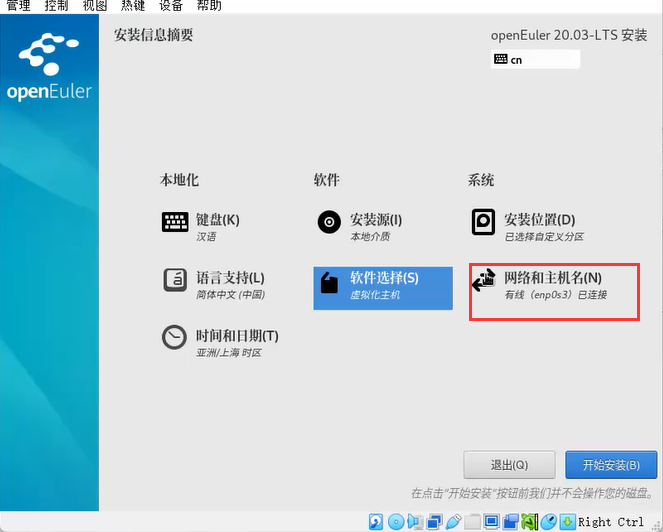 管理 控制 视图 热键 设备 帮助
openEuler
安装信息摘要
openEuler 20.03-LTS 安装
cn
本地化
键盘(K)
汉语
语言支持(L)
简体中文 (中国)
时间和日期(T)
亚洲/上海 时区
软件
安装源(I)
本地介质
软件选择(S)
虚拟化主机
系统
安装位置(D)
已选择自定义分区
网络和主机名(N)
有线（enp0s3）已连接
退出(Q)
开始安装(B)
在点击"开始安装"按钮前我们并不会操作您的磁盘。
Right Ctrl